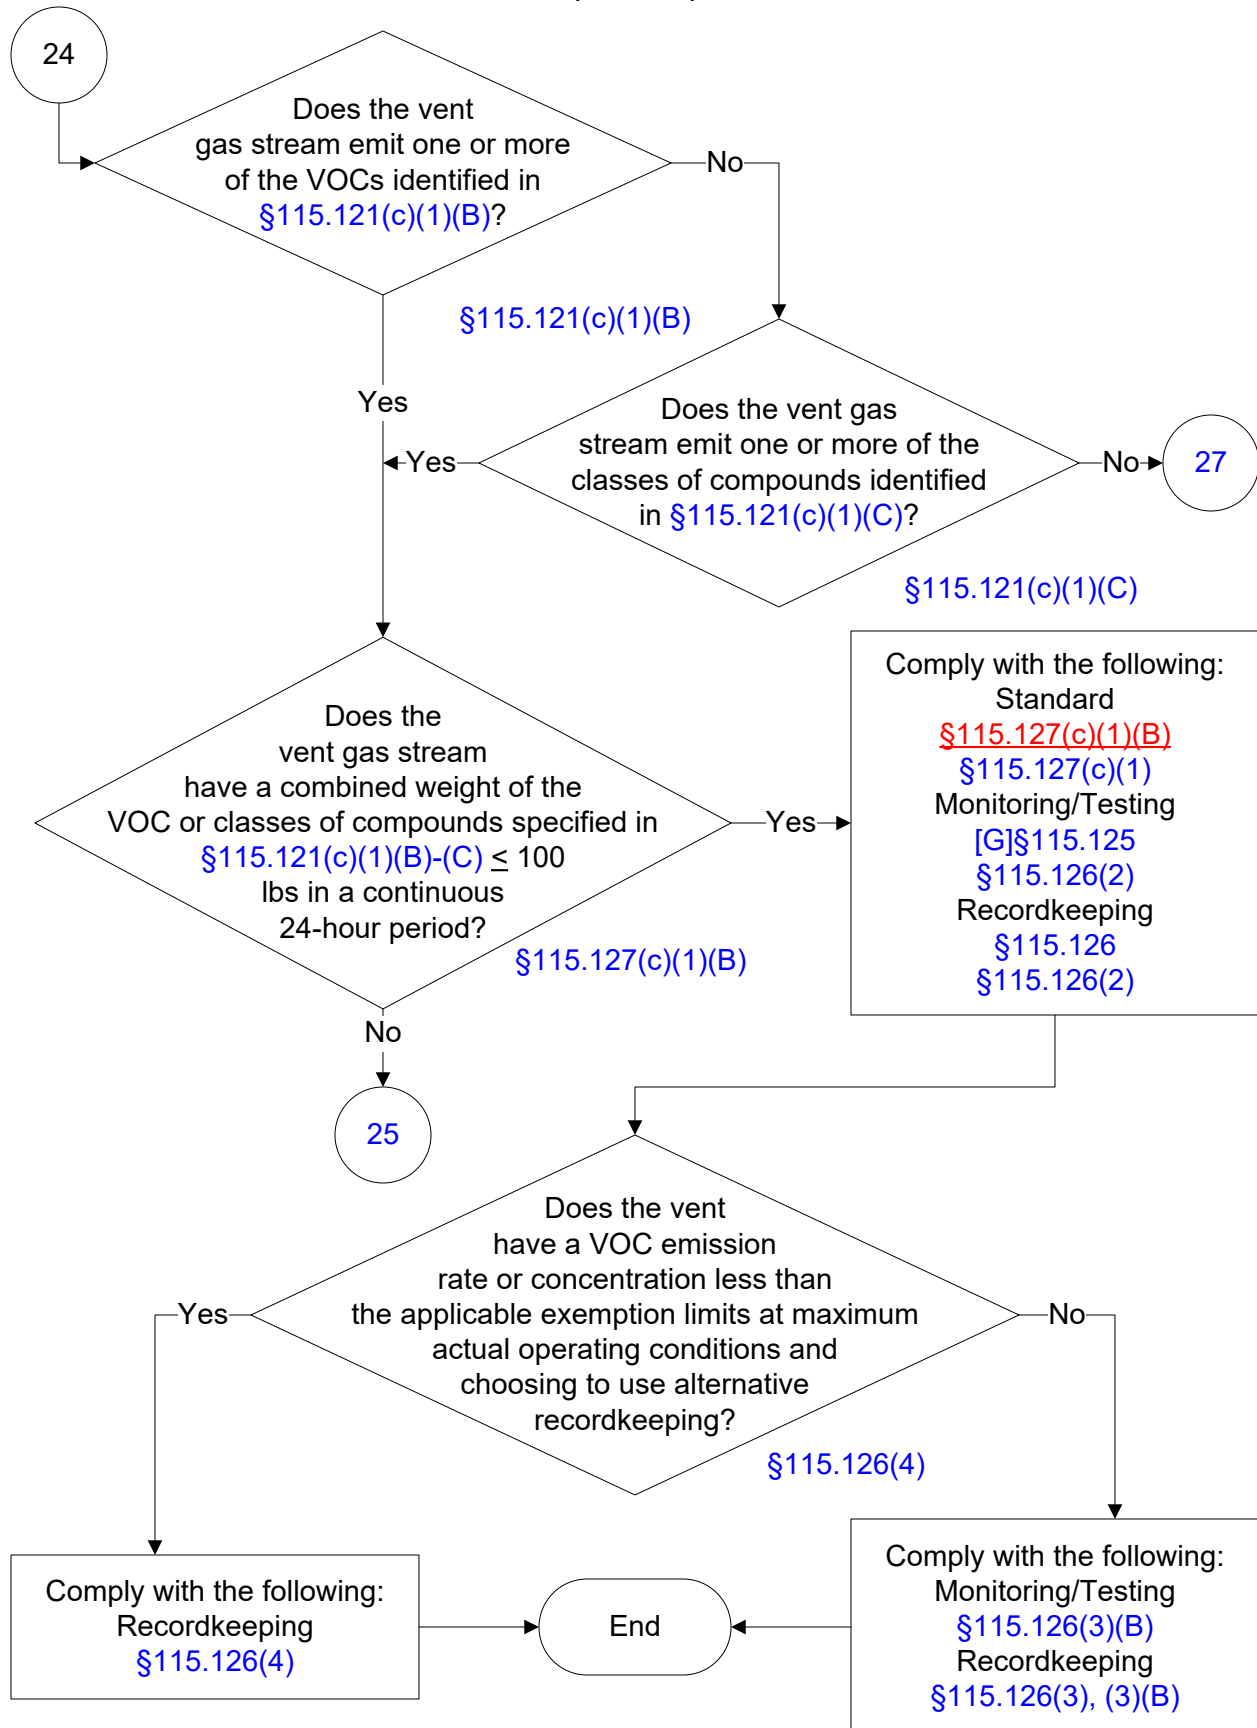 24
Does the vent
gas stream emit one or more
of the VOCs identified in
§115.121(c)(1)(B)?
No
§115.121(c)(1)(B)
Yes
Does the vent gas
stream emit one or more of the
classes of compounds identified
in §115.121(c)(1)(C)?
Yes
No
27
§115.121(c)(1)(C)
Does the
vent gas stream
have a combined weight of the
VOC or classes of compounds specified in
§115.121(c)(1)(B)-(C) ≤ 100
lbs in a continuous
24-hour period?
Yes
§115.127(c)(1)(B)
No
25
Comply with the following:
Standard
§115.127(c)(1)(B)
§115.127(c)(1)
Monitoring/Testing
[G]§115.125
§115.126(2)
Recordkeeping
§115.126
§115.126(2)
Does the vent
have a VOC emission
rate or concentration less than
the applicable exemption limits at maximum
actual operating conditions and
choosing to use alternative
recordkeeping?
Yes
No
§115.126(4)
Comply with the following:
Recordkeeping
§115.126(4)
End
Comply with the following:
Monitoring/Testing
§115.126(3)(B)
Recordkeeping
§115.126(3), (3)(B)